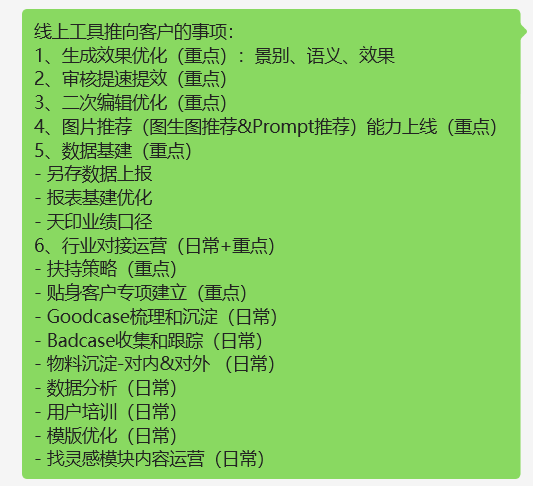 线上工具推向客户的事项：
1、生成效果优化（重点）：景别、语义、效果
2、审核提速提效（重点）
3、二次编辑优化（重点）
4、图片推荐（图生图推荐&Prompt推荐）能力上线（重点）
5、数据基建（重点）
- 另存数据上报
- 报表基建优化
- 天印业绩口径
6、行业对接运营（日常+重点）
- 扶持策略（重点）
- 贴身客户专项建立（重点）
- Goodcase梳理和沉淀（日常）
- Badcase收集和跟踪（日常）
- 物料沉淀-对内&对外 （日常）
- 数据分析（日常）
- 用户培训（日常）
- 模版优化（日常）
- 找灵感模块内容运营（日常）